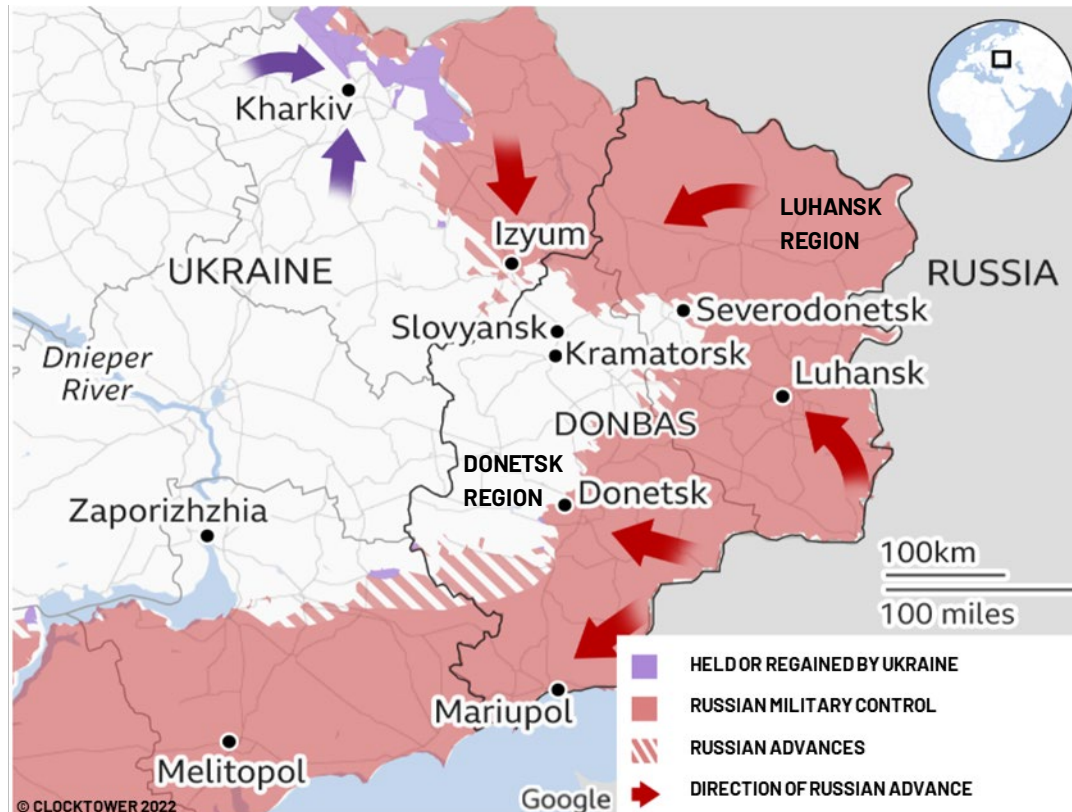 Kharkiv
LUHANSK
REGION
Izyum
UKRAINE
RUSSIA
Severodonetsk
Slovyansk
Dnieper
River
Kramatorsk
Luhansk
DONBAS
DONETSK
REGION
Donetsk
Zaporizhzhia
100km
100 miles
HELD OR REGAINED BY UKRAINE
RUSSIAN MILITARY CONTROL
Mariupol
RUSSIAN ADVANCES
Melitopol
DIRECTION OF RUSSIAN ADVANCE
© CLOCKTOWER 2022
Google